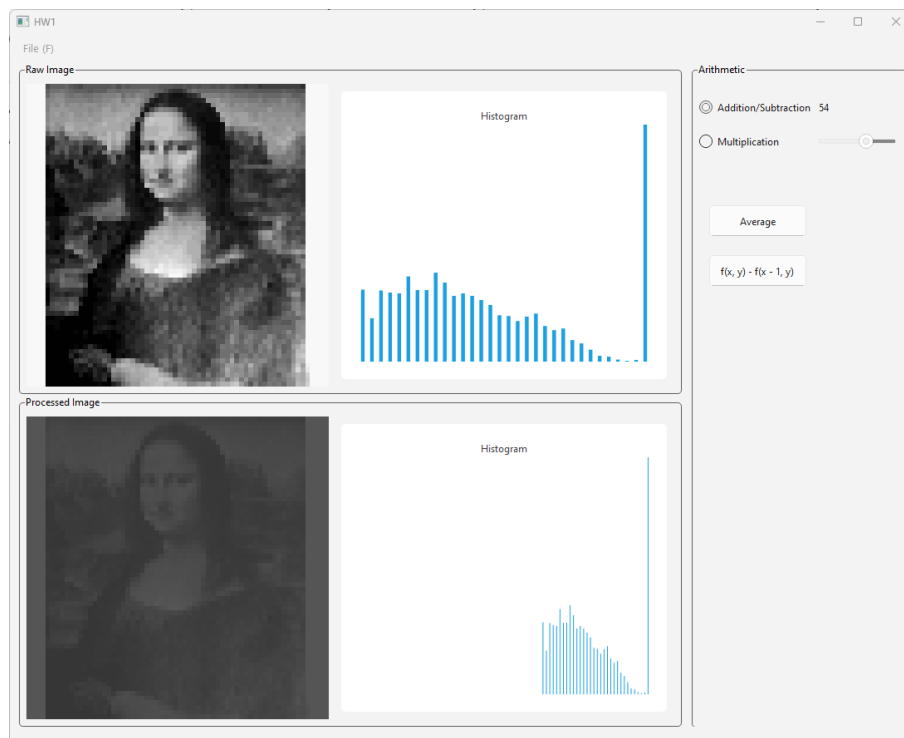 HW1
File (F)
Raw Image
Histogram
Processed Image
Histogram
Arithmetic
Addition/Subtraction 54
Multiplication
Average
f(x, y) - f(x - 1, y)